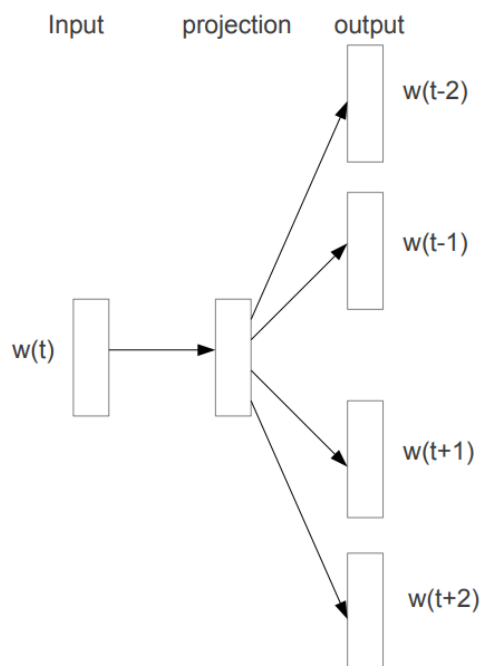 Input projection output
w(t-2)
w(t-1)
w(t)
w(t+1)
w(t+2)